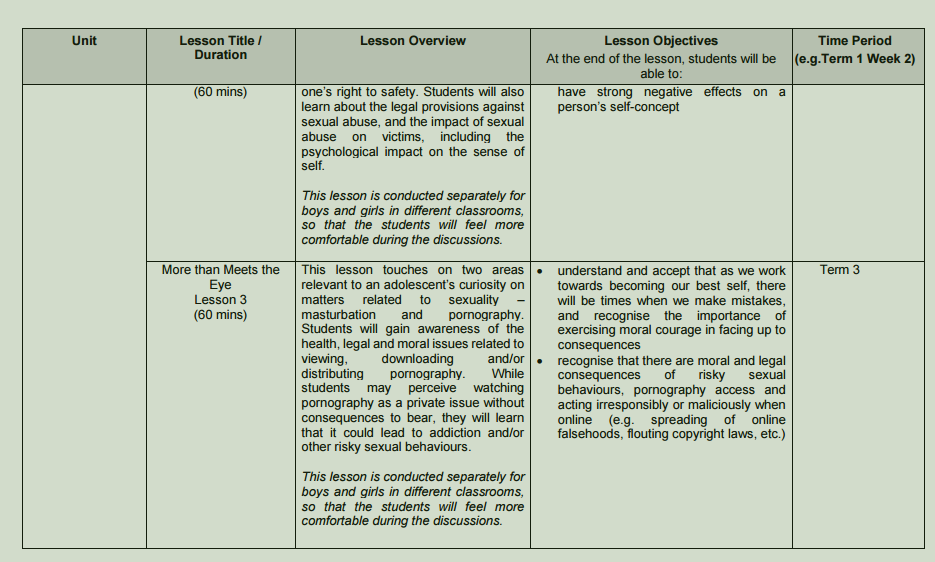 Unit
Lesson Title /
Duration
Lesson Overview
Lesson Objectives
At the end of the lesson, students will be
able to:
Time Period
(e.g.Term 1 Week 2)
(60 mins)
one's right to safety. Students will also
learn about the legal provisions against
sexual abuse, and the impact of sexual
abuse on victims, including the
psychological impact on the sense of
self.
This lesson is conducted separately for
boys and girls in different classrooms,
so that the students will feel more
comfortable during the discussions.
have strong negative effects on a
person's self-concept
More than Meets the
Eye
Lesson 3
(60 mins)
This lesson touches on two areas
relevant to an adolescent's curiosity on
matters related to sexuality –
masturbation and pornography.
Students will gain awareness of the
health, legal and moral issues related to
viewing, downloading and/or
distributing pornography. While
students may perceive watching
pornography as a private issue without
consequences to bear, they will learn
that it could lead to addiction and/or
other risky sexual behaviours.
This lesson is conducted separately for
boys and girls in different classrooms,
so that the students will feel more
comfortable during the discussions.
• understand and accept that as we work
towards becoming our best self, there
will be times when we make mistakes,
and recognise the importance of
exercising moral courage in facing up to
consequences
• recognise that there are moral and legal
consequences of risky sexual
behaviours, pornography access and
acting irresponsibly or maliciously when
online (e.g. spreading of online
falsehoods, flouting copyright laws, etc.)
Term 3